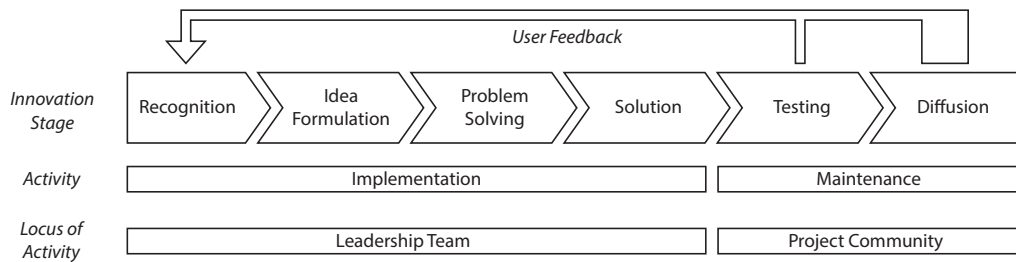 User Feedback
Innovation
Stage
Recognition
Idea
Formulation
Problem
Solving
Solution
Testing
Diffusion
Activity
Implementation
Maintenance
Locus of
Activity
Leadership Team
Project Community